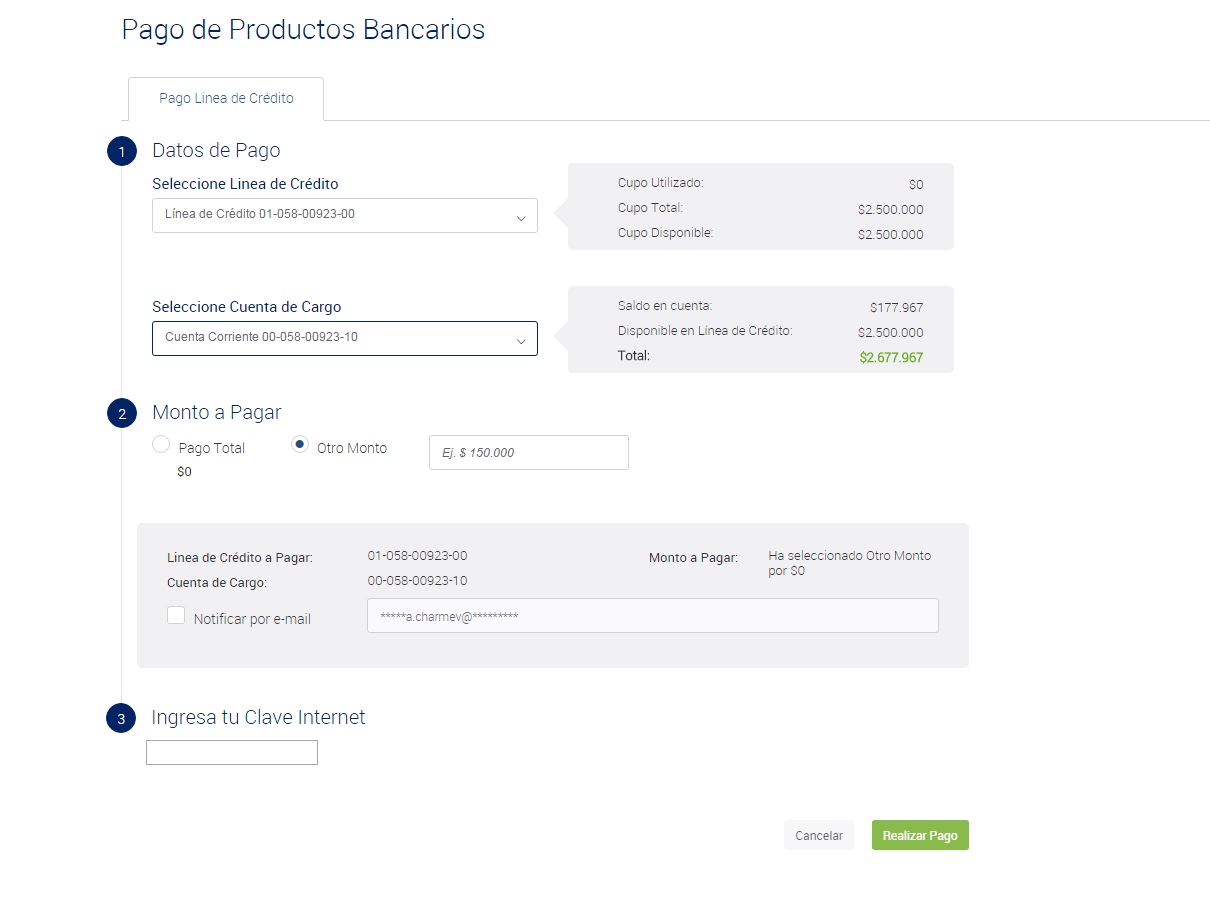 Pago de Productos Bancarios
Pago Linea de Crédito
1 Datos de Pago
Seleccione Linea de Crédito
Línea de Crédito 01-058-00923-00
Cupo Utilizado: $0
Cupo Total: $2.500.000
Cupo Disponible: $2.500.000
Seleccione Cuenta de Cargo
Cuenta Corriente 00-058-00923-10
Saldo en cuenta: $177.967
Disponible en Línea de Crédito: $2.500.000
Total: $2.677.967
2 Monto a Pagar
Pago Total Otro Monto Ej. $ 150.000
$0
Linea de Crédito a Pagar: 01-058-00923-00 Monto a Pagar: Ha seleccionado Otro Monto
por $0
Cuenta de Cargo: 00-058-00923-10
Notificar por e-mail *****a.charmev@*********
3 Ingresa tu Clave Internet
Cancelar Realizar Pago